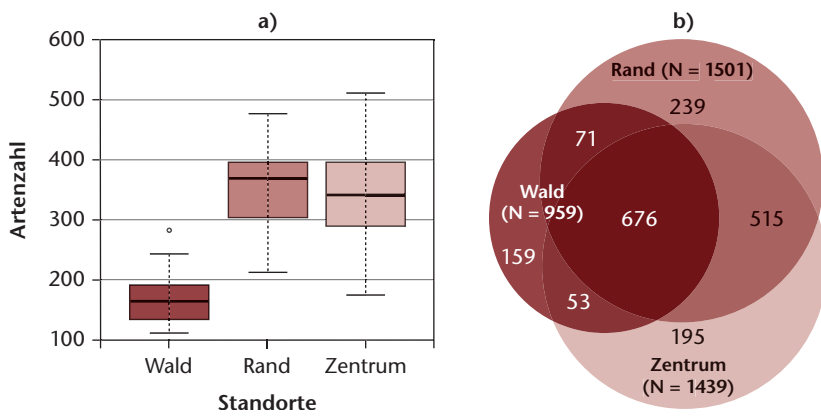 a)
600
500
400
300
200
100
Artenzahl
Wald Rand Zentrum
Standorte
b)
Rand (N = 1501)
239
71
Wald
(N = 959)
676
515
159
53
195
Zentrum
(N = 1439)